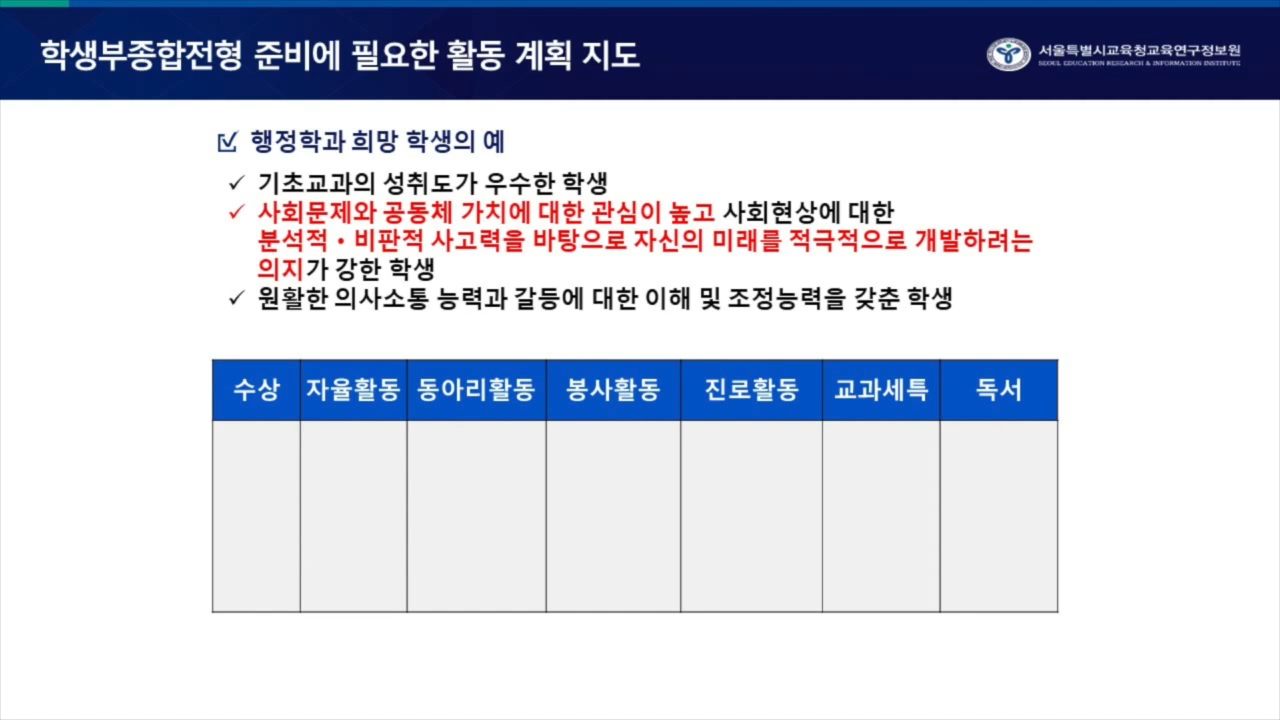 학생부종합전형 준비에 필요한 활동 계획 지도
서울특별시교육청교육연구정보원
SEOUL EDUCATION RESEARCH & INFORMATION INSTITUTE
행정학과 희망 학생의 예
기초교과의 성취도가 우수한 학생
사회문제와 공동체 가치에 대한 관심이 높고 사회현상에 대한
분석적・비판적 사고력을 바탕으로 자신의 미래를 적극적으로 개발하려는
의지가 강한 학생
원활한 의사소통 능력과 갈등에 대한 이해 및 조정능력을 갖춘 학생
수상 자율활동 동아리활동 봉사활동 진로활동 교과세특 독서